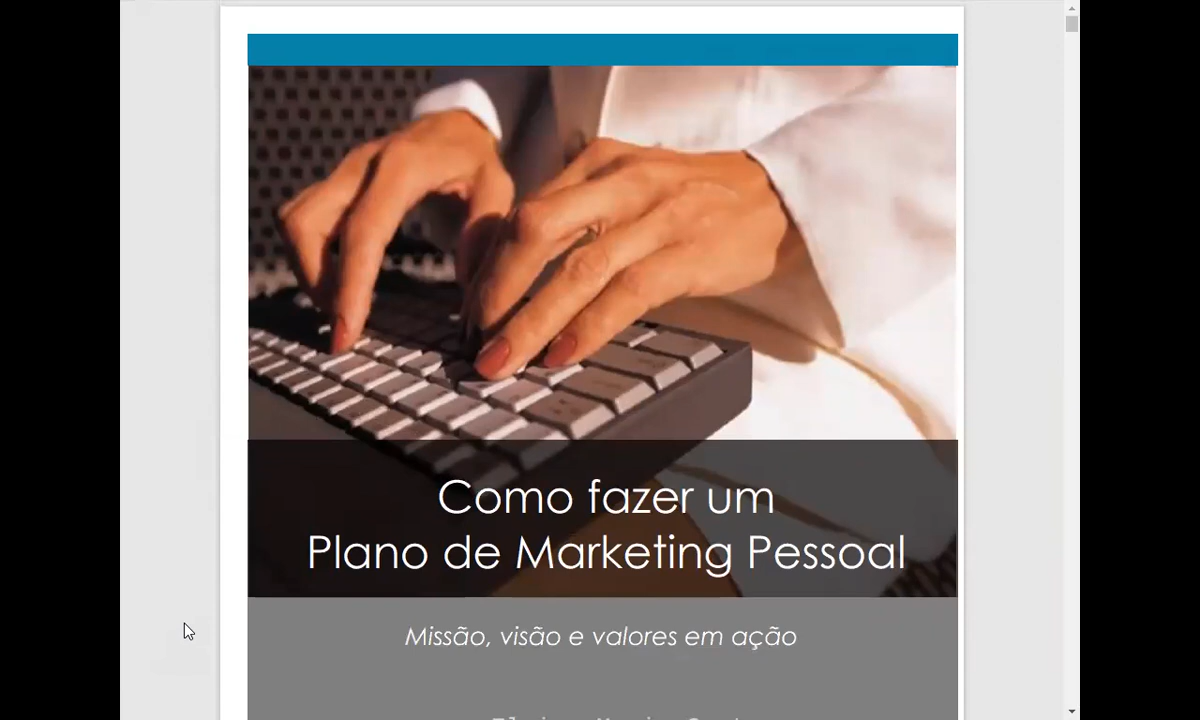 Como fazer um
Plano de Marketing Pessoal
Missão, visão e valores em ação